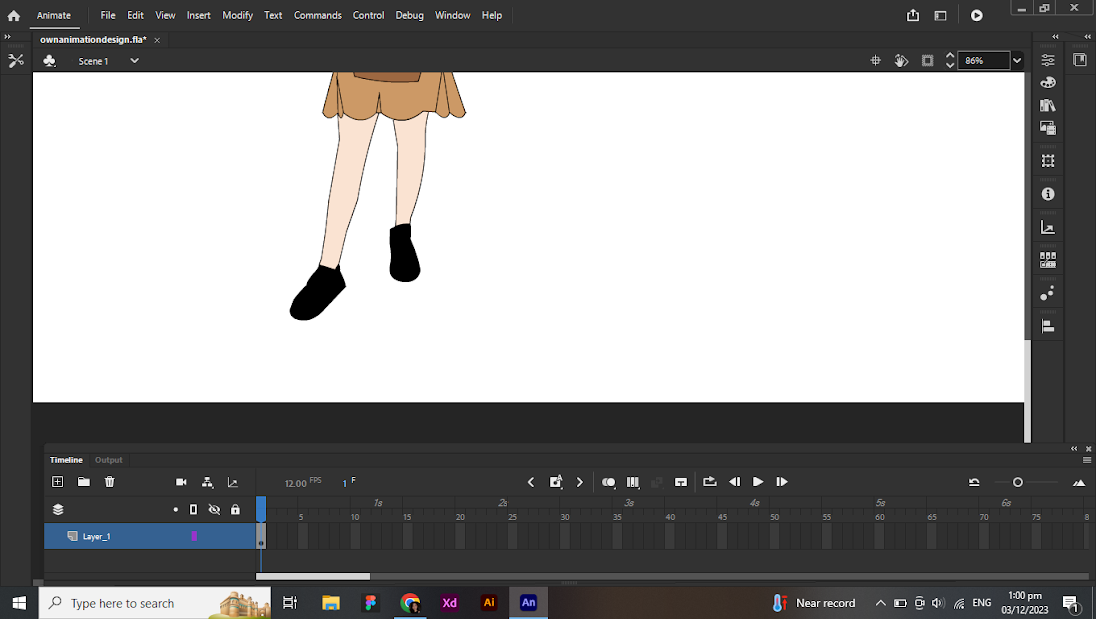 Animate File Edit View Insert Modify Text Commands Control Debug Window Help
ownanimationdesign.fla*
Scene 1 86%
Timeline Output
12.00 FPS 1 F
1s 2s 3s 4s 5s 6s
5 10 15 20 25 30 35 40 45 50 55 60 65 70 75 8
Layer_1
Type here to search Xd Ai An Near record ENG 1:00 pm
03/12/2023 1